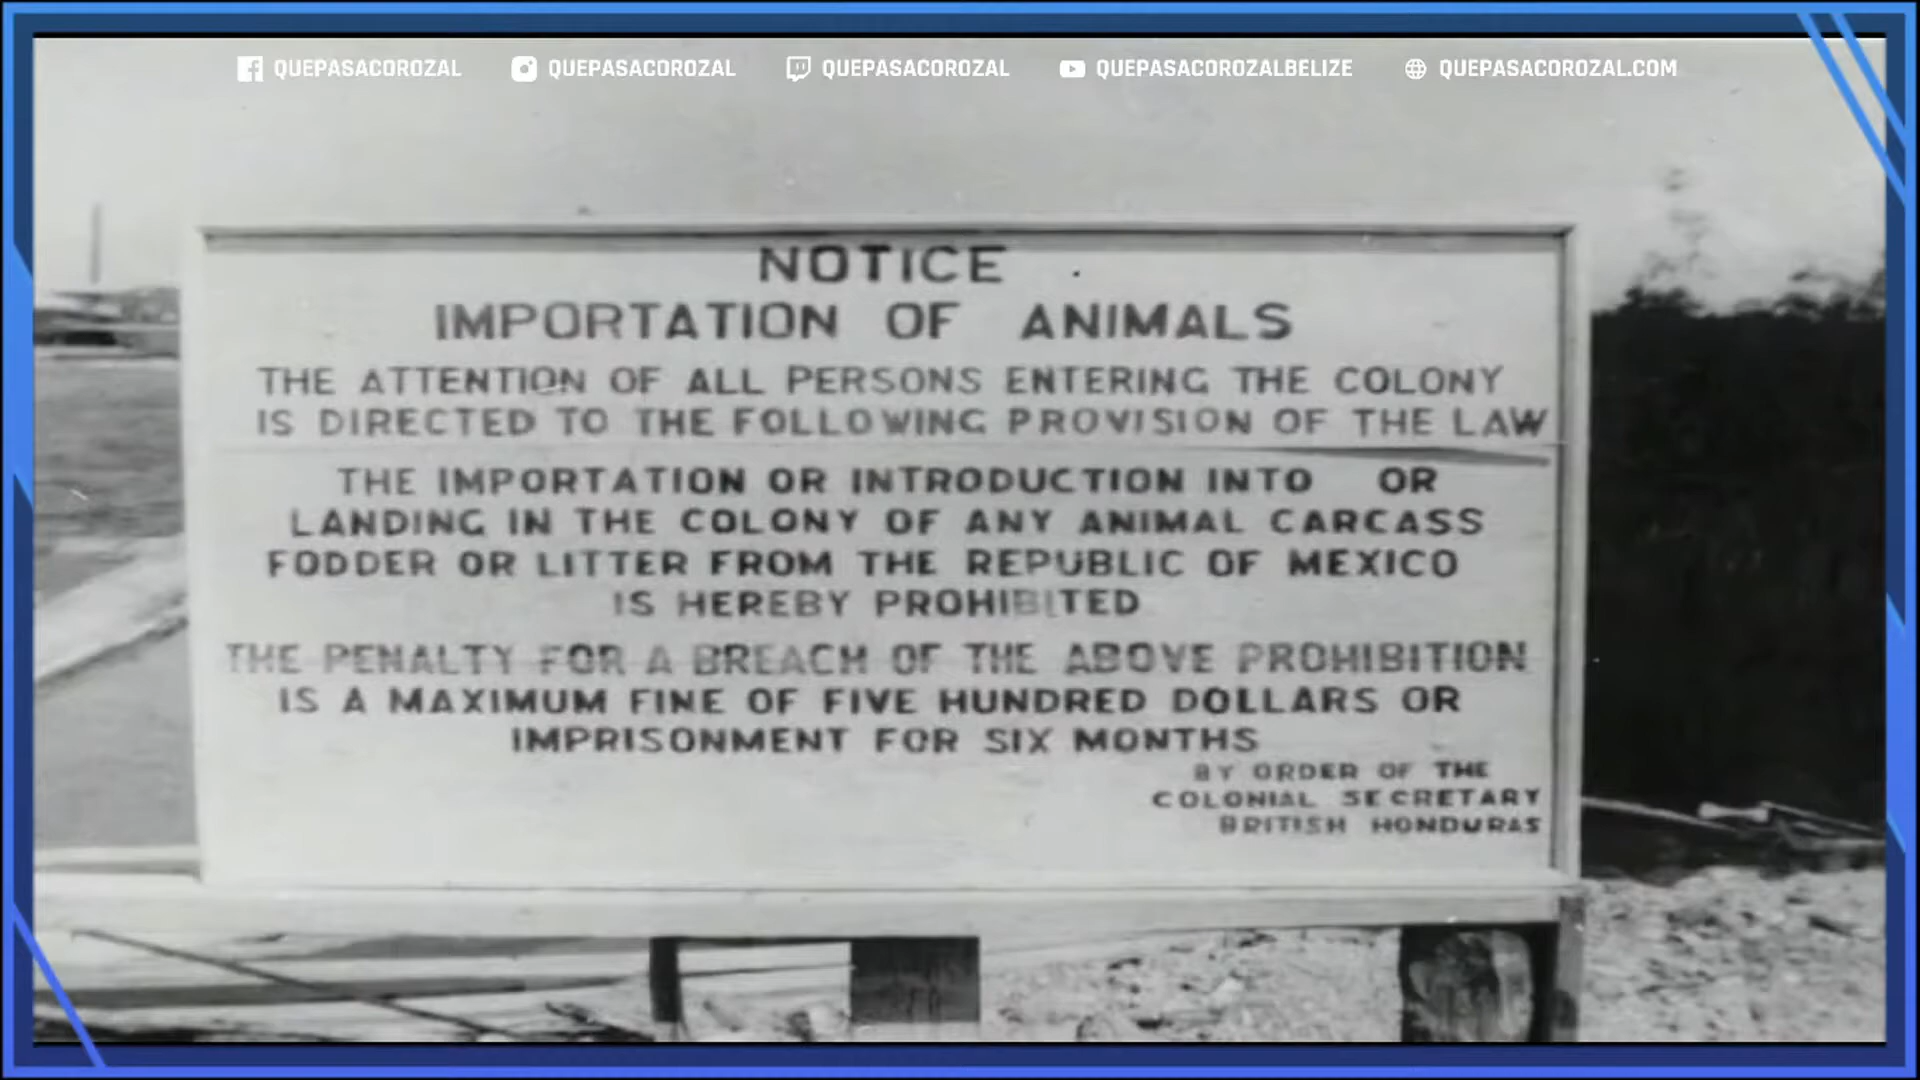 QUEPASACOROZAL QUEPASACOROZAL QUEPASACOROZAL QUEPASACOROZALBELIZE QUEPASACOROZAL.COM
NOTICE
IMPORTATION OF ANIMALS
THE ATTENTION OF ALL PERSONS ENTERING THE COLONY
IS DIRECTED TO THE FOLLOWING PROVISION OF THE LAW
THE IMPORTATION OR INTRODUCTION INTO OR
LANDING IN THE COLONY OF ANY ANIMAL CARCASS
FODDER OR LITTER FROM THE REPUBLIC OF MEXICO
IS HEREBY PROHIBITED
THE PENALTY FOR A BREACH OF THE ABOVE PROHIBITION
IS A MAXIMUM FINE OF FIVE HUNDRED DOLLARS OR
IMPRISONMENT FOR SIX MONTHS
BY ORDER OF THE
COLONIAL SECRETARY
BRITISH HONDURAS